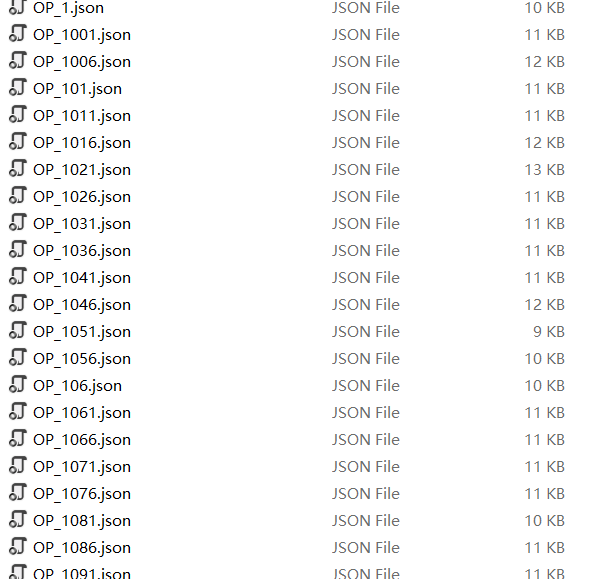 OP_1.json JSON File 10 KB
OP_1001.json JSON File 11 KB
OP_1006.json JSON File 12 KB
OP_101.json JSON File 11 KB
OP_1011.json JSON File 11 KB
OP_1016.json JSON File 12 KB
OP_1021.json JSON File 13 KB
OP_1026.json JSON File 11 KB
OP_1031.json JSON File 11 KB
OP_1036.json JSON File 11 KB
OP_1041.json JSON File 11 KB
OP_1046.json JSON File 12 KB
OP_1051.json JSON File 9 KB
OP_1056.json JSON File 10 KB
OP_106.json JSON File 10 KB
OP_1061.json JSON File 11 KB
OP_1066.json JSON File 11 KB
OP_1071.json JSON File 11 KB
OP_1076.json JSON File 11 KB
OP_1081.json JSON File 10 KB
OP_1086.json JSON File 11 KB
OP_1091.json JSON File 11 KB